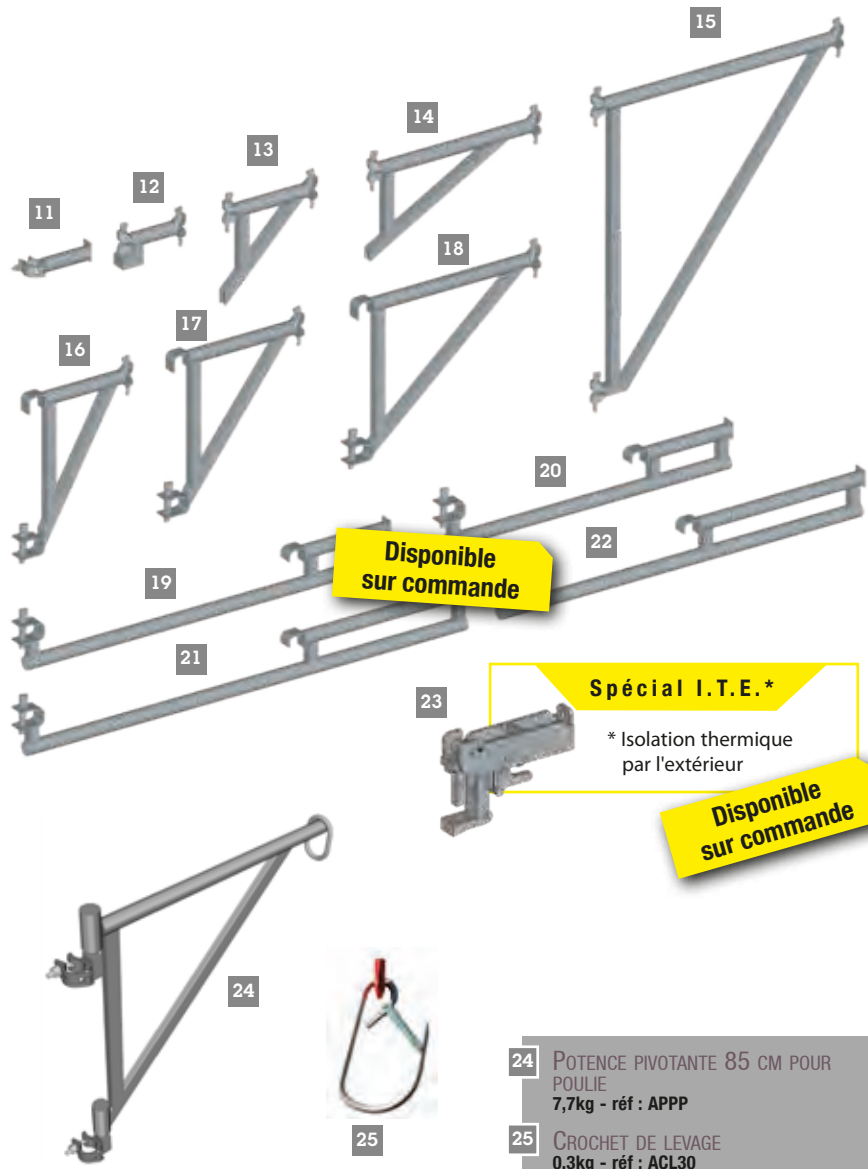 15
14
13
12
11
18
17
16
20
Disponible
sur commande
22
19
21
Spécial I.T.E.*
23
* Isolation thermique
par l'extérieur
Disponible
sur commande
24
25
24 POTENCE PIVOTANTE 85 CM POUR
POULIE
7,7kg - réf : APPP
25 CROCHET DE LEVAGE
0,3kg - réf : ACL30